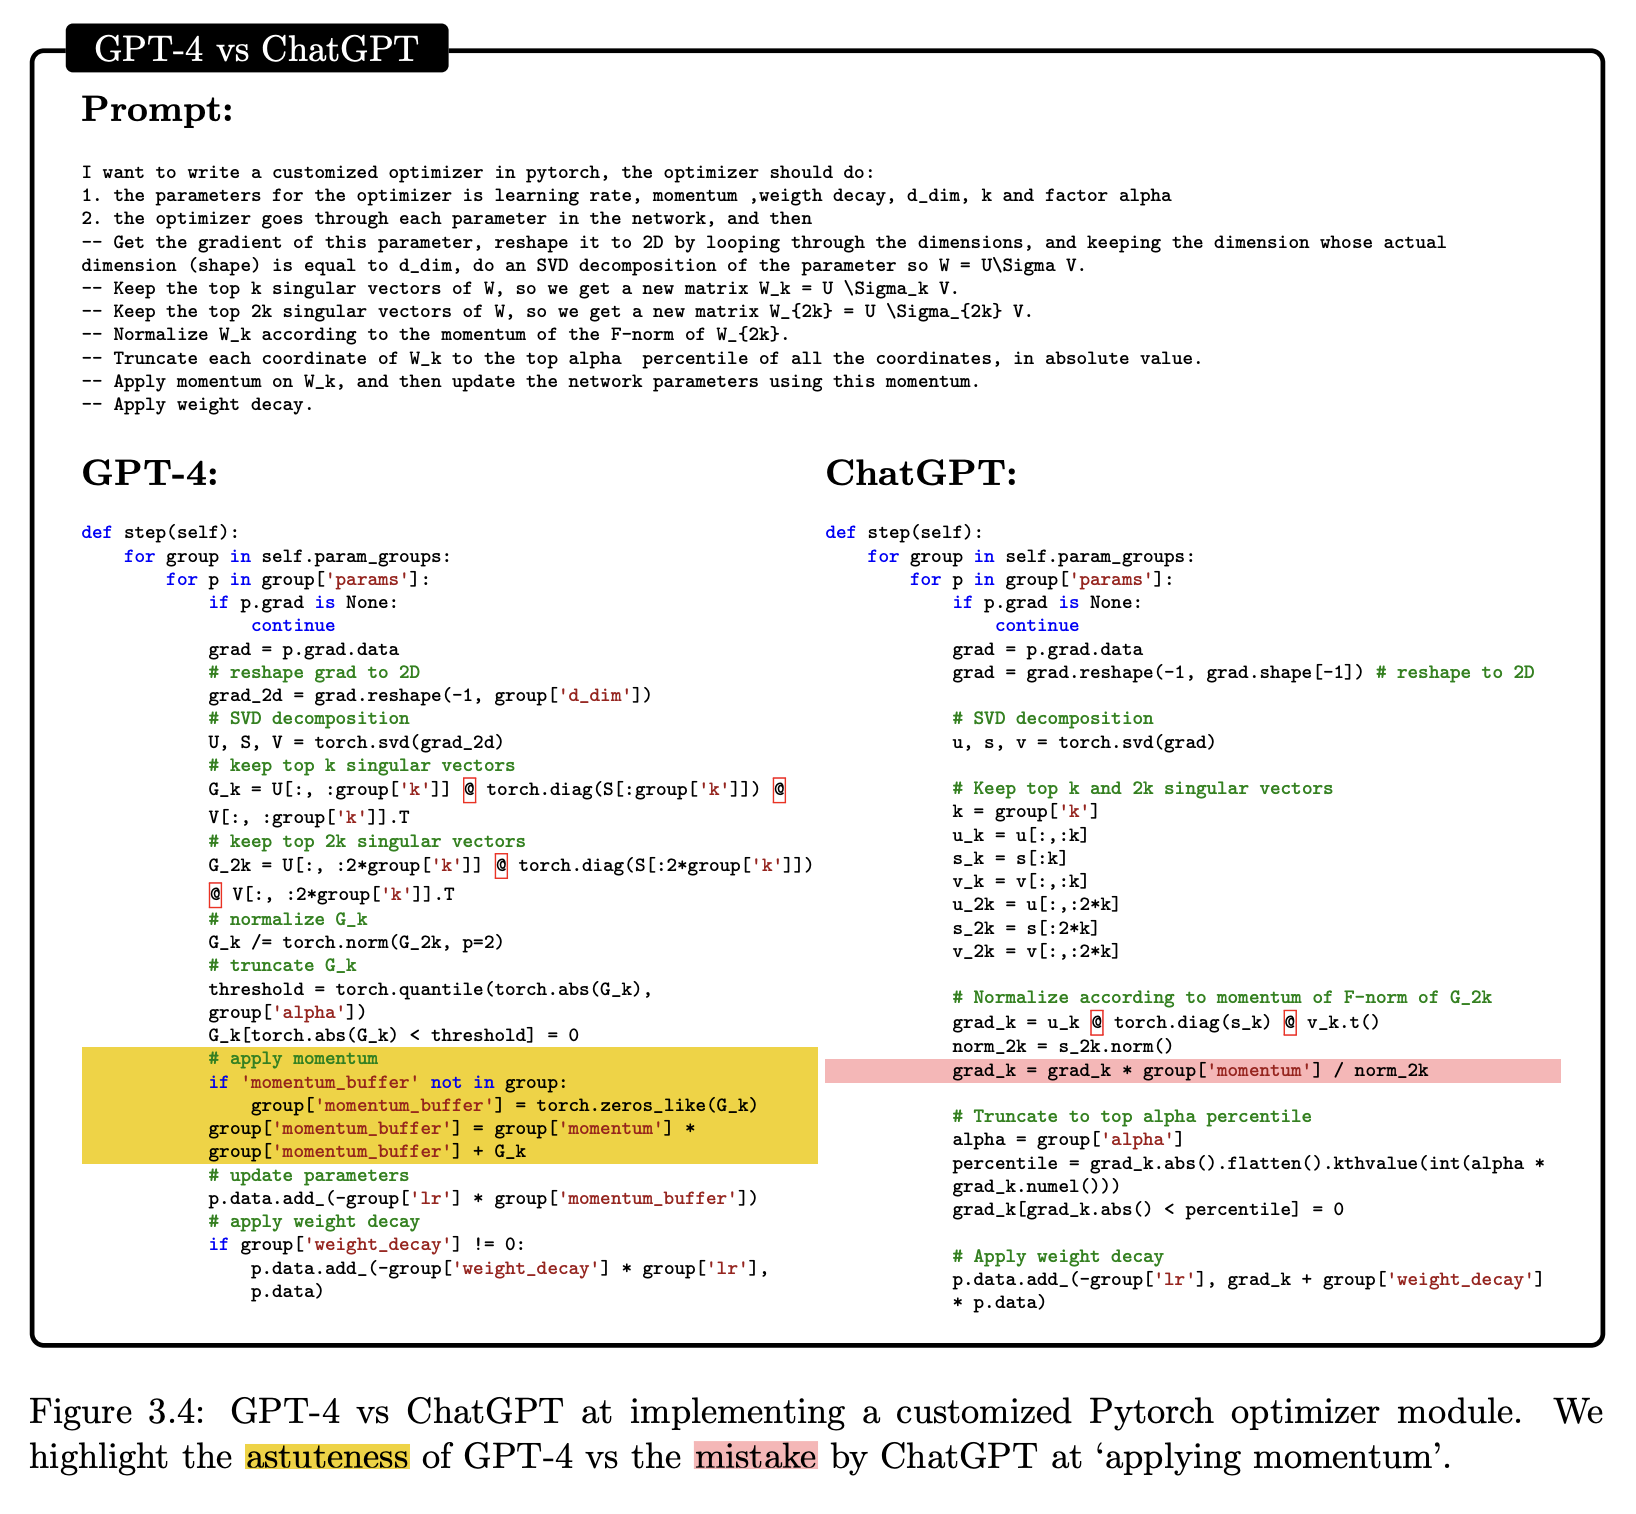 GPT-4 vs ChatGPT
Prompt:
I want to write a customized optimizer in pytorch, the optimizer should do:
1. the parameters for the optimizer is learning rate, momentum ,weigth decay, d_dim, k and factor alpha
2. the optimizer goes through each parameter in the network, and then
-- Get the gradient of this parameter, reshape it to 2D by looping through the dimensions, and keeping the dimension whose actual
dimension (shape) is equal to d_dim, do an SVD decomposition of the parameter so W = U\Sigma V.
-- Keep the top k singular vectors of W, so we get a new matrix W_k = U \Sigma_k V.
-- Keep the top 2k singular vectors of W, so we get a new matrix W_{2k} = U \Sigma_{2k} V.
-- Normalize W_k according to the momentum of the F-norm of W_{2k}.
-- Truncate each coordinate of W_k to the top alpha  percentile of all the coordinates, in absolute value.
-- Apply momentum on W_k, and then update the network parameters using this momentum.
-- Apply weight decay.
GPT-4:
def step(self):
    for group in self.param_groups:
        for p in group['params']:
            if p.grad is None:
                continue
            grad = p.grad.data
            # reshape grad to 2D
            grad_2d = grad.reshape(-1, group['d_dim'])
            # SVD decomposition
            U, S, V = torch.svd(grad_2d)
            # keep top k singular vectors
            G_k = U[:, :group['k']] @ torch.diag(S[:group['k']]) @
            V[:, :group['k']].T
            # keep top 2k singular vectors
            G_2k = U[:, :2*group['k']] @ torch.diag(S[:2*group['k']])
            @ V[:, :2*group['k']].T
            # normalize G_k
            G_k /= torch.norm(G_2k, p=2)
            # truncate G_k
            threshold = torch.quantile(torch.abs(G_k),
            group['alpha'])
            G_k[torch.abs(G_k) < threshold] = 0
            # apply momentum
            if 'momentum_buffer' not in group:
                group['momentum_buffer'] = torch.zeros_like(G_k)
            group['momentum_buffer'] = group['momentum'] *
            group['momentum_buffer'] + G_k
            # update parameters
            p.data.add_(-group['lr'] * group['momentum_buffer'])
            # apply weight decay
            if group['weight_decay'] != 0:
                p.data.add_(-group['weight_decay'] * group['lr'],
                p.data)
ChatGPT:
def step(self):
    for group in self.param_groups:
        for p in group['params']:
            if p.grad is None:
                continue
            grad = p.grad.data
            grad = grad.reshape(-1, grad.shape[-1]) # reshape to 2D
            # SVD decomposition
            u, s, v = torch.svd(grad)
            # Keep top k and 2k singular vectors
            k = group['k']
            u_k = u[:,:k]
            s_k = s[:k]
            v_k = v[:,:k]
            u_2k = u[:,:2*k]
            s_2k = s[:2*k]
            v_2k = v[:,:2*k]
            # Normalize according to momentum of F-norm of G_2k
            grad_k = u_k @ torch.diag(s_k) @ v_k.t()
            norm_2k = s_2k.norm()
            grad_k = grad_k * group['momentum'] / norm_2k
            # Truncate to top alpha percentile
            alpha = group['alpha']
            percentile = grad_k.abs().flatten().kthvalue(int(alpha *
            grad_k.numel()))
            grad_k[grad_k.abs() < percentile] = 0
            # Apply weight decay
            p.data.add_(-group['lr'], grad_k + group['weight_decay']
            * p.data)
Figure 3.4: GPT-4 vs ChatGPT at implementing a customized Pytorch optimizer module. We
highlight the astuteness of GPT-4 vs the mistake by ChatGPT at ‘applying momentum’.